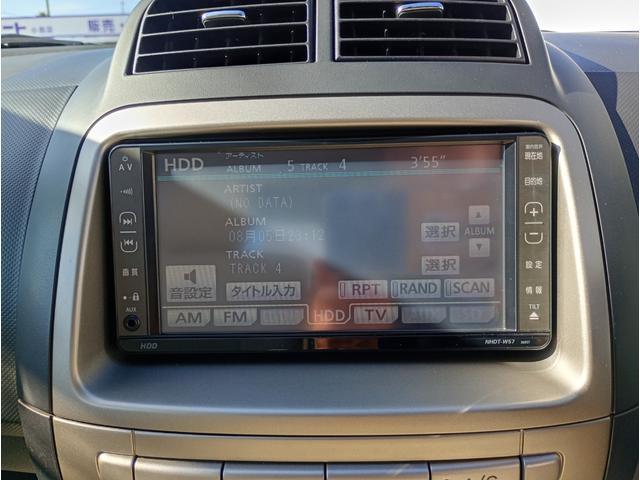 販売
HDD アーティスト
ALBUM 5 TRACK 4 3'55"
ARTIST
(NO DATA)
ALBUM
08月05日23:12
選択 ALBUM
TRACK
TRACK 4
選択
音設定 タイトル入力 RPT RAND SCAN
AM FM HDD TV
AV
画質
AUX
現在地
目的地
設定
情報
TILT
HDD
NHDT-W57
A/C